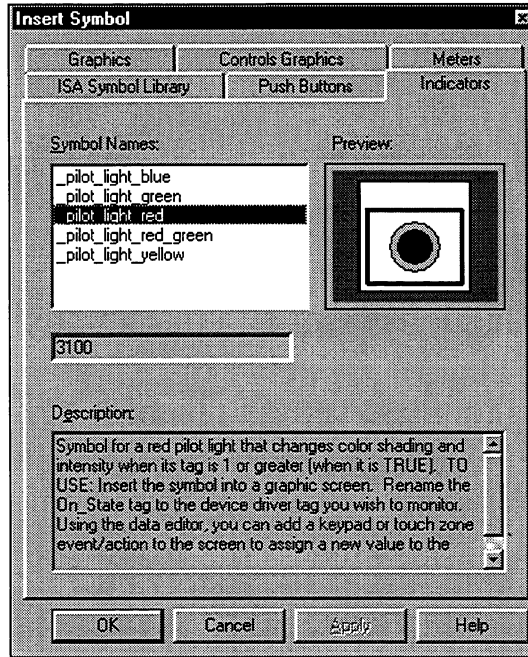 Insert Symbol
Graphics
Controls Graphics
Meters
ISA Symbol Library
Push Buttons
Indicators
Symbol Names:
Preview:
_pilot_light_blue
_pilot_light_green
_pilot_light_red
_pilot_light_red_green
_pilot_light_yellow
3100
Description:
Symbol for a red pilot light that changes color shading and
intensity when its tag is 1 or greater (when it is TRUE). TO
USE: Insert the symbol into a graphic screen. Rename the
On_State tag to the device driver tag you wish to monitor.
Using the data editor, you can add a keypad or touch zone
event/action to the screen to assign a new value to the
OK
Cancel
Apply
Help